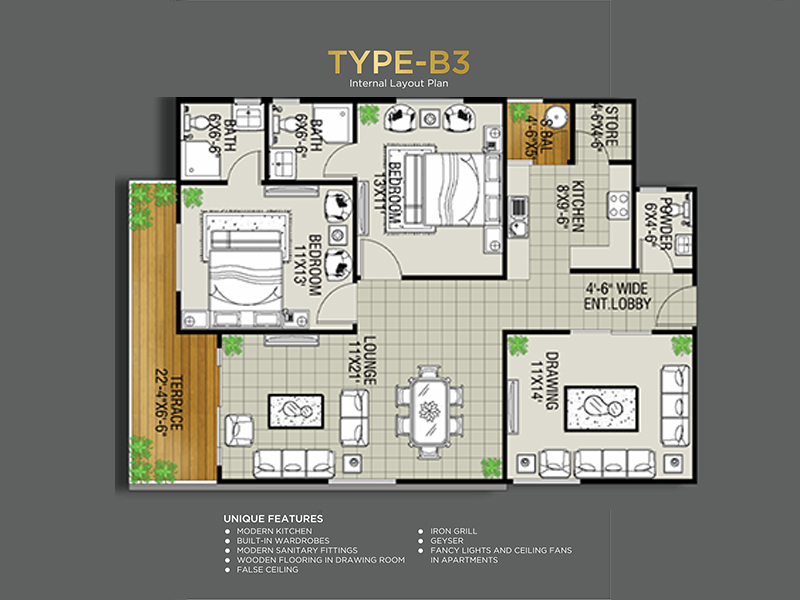 TYPE-B3
Internal Layout Plan
BATH
6'X6'-6"
BATH
6'X6'-6"
BEDROOM
13'X11'
S.BAL
4'-6"X5'
STORE
4'-6"X4'-6"
KITCHEN
8'X9'-6"
POWDER
6'X4'-6"
BEDROOM
11'X13'
4'-6" WIDE
ENT.LOBBY
LOUNGE
11'X21'
DRAWING
11'X14'
TERRACE
22'-4"X6'-6"
UNIQUE FEATURES
MODERN KITCHEN
BUILT-IN WARDROBES
MODERN SANITARY FITTINGS
WOODEN FLOORING IN DRAWING ROOM
FALSE CEILING
IRON GRILL
GEYSER
FANCY LIGHTS AND CEILING FANS
IN APARTMENTS